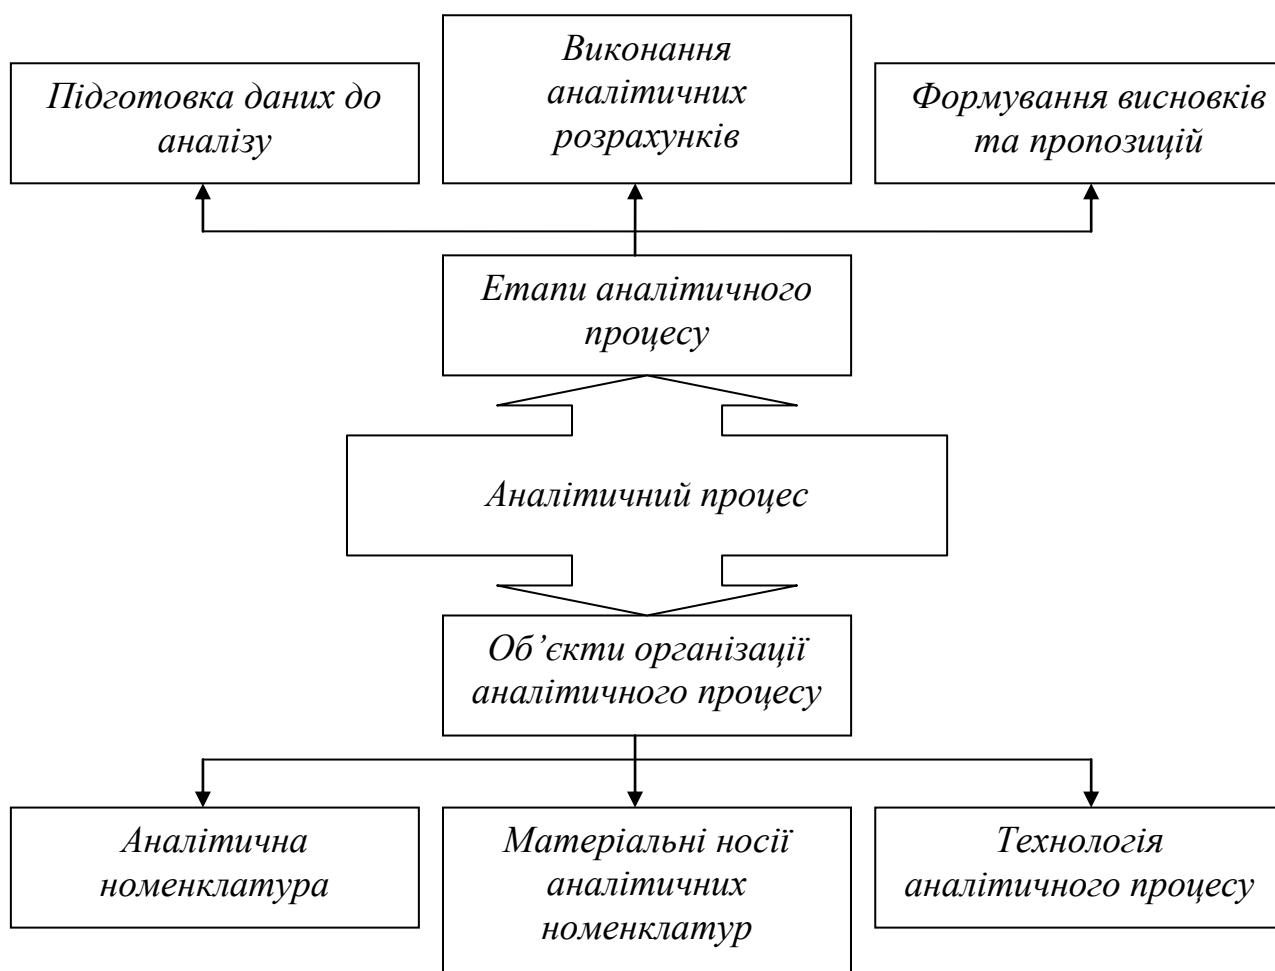 Підготовка даних до
аналізу
Виконання
аналітичних
розрахунків
Формування висновків
та пропозицій
Етапи аналітичного
процесу
Аналітичний процес
Об’єкти організації
аналітичного процесу
Аналітична
номенклатура
Матеріальні носії
аналітичних
номенклатур
Технологія
аналітичного процесу